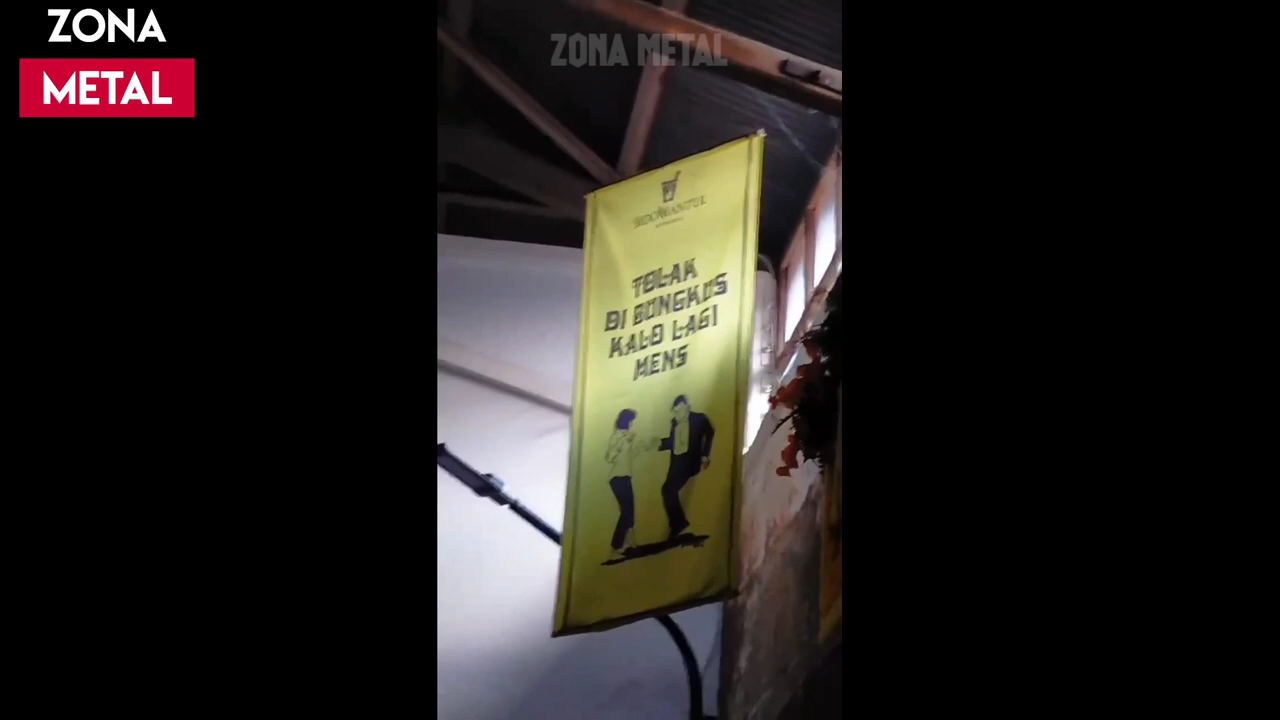 ZONA
METAL
ZONA METAL
TOLAK
DI BUNGKUS
KALO LAGI
MENS